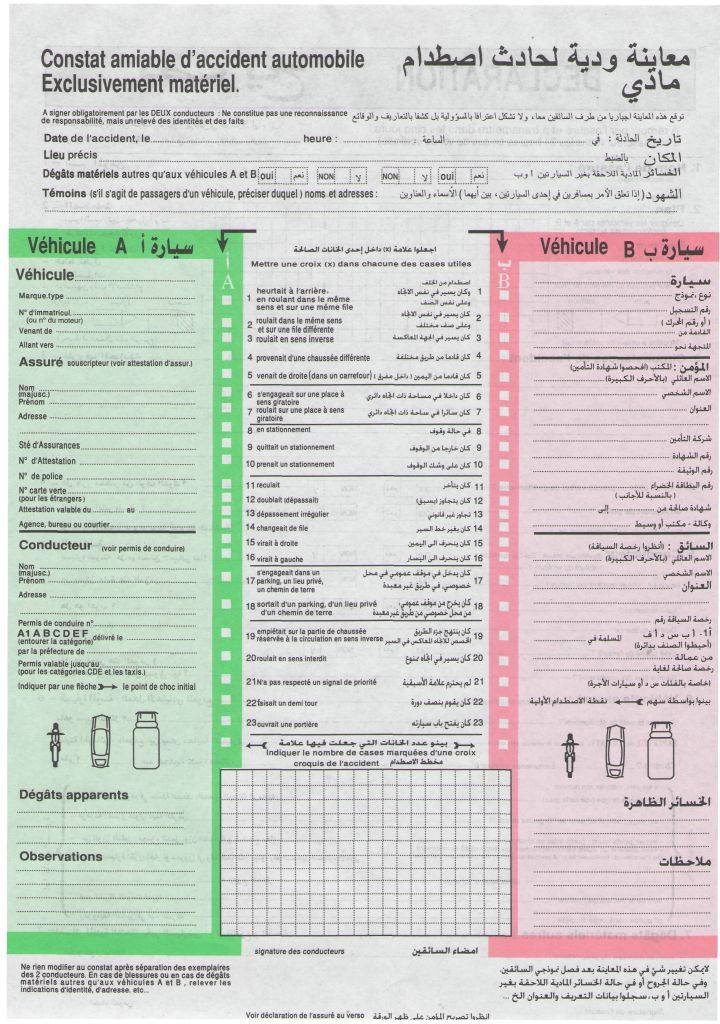 Constat amiable d'accident automobile
Exclusivement matériel.
معاينة ودية لحادث اصطدام
مادي
A signer obligatoirement par les DEUX conducteurs : Ne constitue pas une reconnaissance
de responsabilité, mais un relevé des identités et des faits
توقع هذه المعاينة اجباريا من طرف السائقين معا، ولا تشكل اعترافا بالمسؤولية بل كشفا بالتعاريف والوقائع
Date de l'accident, le heure : الساعة : تاريخ الحادثة : في
Lieu précis المكان بالضبط
Dégâts matériels autres qu'aux véhicules A et B oui نعم NON لا NON لا oui نعم الخسائر المادية اللاحقة بغير السيارتين أ وب
Témoins (s'il s'agit de passagers d'un véhicule, préciser duquel) noms et adresses : الشهود (إذا تعلق الأمر بمسافرين في إحدى السيارتين، بين أيهما) الأسماء والعناوين
Véhicule A سيارة أ
Véhicule
Marque.type
N° d'immatricul
(ou n° du moteur)
Venant de
Allant vers
Assuré souscripteur (voir attestation d'assur.)
Nom
(majusc.)
Prénom
Adresse
Sté d'Assurances
N° d'Attestation
N° de police
N° carte verte
(pour les étrangers)
Attestation valable du au
Agence, bureau ou courtier
Conducteur (voir permis de conduire)
Nom
(majusc.)
Prénom
Adresse
Permis de conduire n°
A1 A B C D E F délivré le
(entourer la catégorie)
par la préfecture de
Permis valable jusqu'au
(pour les catégories CDE et les taxis.)
Indiquer par une flèche le point de choc initial
Dégâts apparents
Observations
اجعلوا علامة (x) داخل إحدى الخانات الصالحة
Mettre une croix (x) dans chacune des cases utiles
أ
A
ب
B
1 heurtait à l'arrière, en roulant dans le même sens et sur une même file اصطدام من الخلف وكان يسير في نفس الاتجاه وعلى نفس الصف 1
2 roulait dans le même sens et sur une file différente كان يسير في نفس الاتجاه وعلى صف مختلف 2
3 roulait en sens inverse كان يسير في الجهة المعاكسة 3
4 provenait d'une chaussée différente كان قادما من طريق مختلفة 4
5 venait de droite (dans un carrefour) كان قادما من اليمين (داخل مفرق) 5
6 s'engageait sur une place à sens giratoire كان داخلا في مساحة ذات اتجاه دائري 6
7 roulait sur une place à sens giratoire كان سائرا في مساحة ذات اتجاه دائري 7
8 en stationnement في حالة وقوف 8
9 quittait un stationnement كان خارجا من الوقوف 9
10 prenait un stationnement كان على وشك الوقوف 10
11 reculait كان يتأخر 11
12 doublait (dépassait) كان يتجاوز (يسبق) 12
13 dépassement irrégulier تجاوز غير قانوني 13
14 changeait de file كان يغير خط السير 14
15 virait à droite كان ينحرف الى اليمين 15
16 virait à gauche كان ينحرف الى اليسار 16
17 s'engageait dans un parking, un lieu privé, un chemin de terre كان يدخل في موقف عمومي في محل خصوصي، في طريق غير معبدة 17
18 sortait d'un parking, d'un lieu privé d'un chemin de terre كان يخرج من موقف عمومي من محل خصوصي من طريق غير معبدة 18
19 empiétait sur la partie de chaussée réservée à la circulation en sens inverse كان ينتهج جزء الطريق المخصص للاتجاه المعاكس في السير 19
20 roulait en sens interdit كان يسير في اتجاه ممنوع 20
21 N'a pas respecté un signal de priorité لم يحترم علامة الأسبقية 21
22 faisait un demi tour كان يقوم بنصف دورة 22
23 ouvrait une portière كان يفتح باب سيارته 23
بينو عدد الخانات التي جعلت فيها علامة
Indiquer le nombre de cases marquées d'une croix
croquis de l'accident مخطط الاصطدام
signature des conducteurs امضاء السائقين
Véhicule B سيارة ب
سيارة
نوع، نموذج
رقم التسجيل
( أو رقم المحرك )
القادمة من
المتجهة نحو
المؤمن : المكتتب (افحصوا شهادة التأمين)
الاسم العائلي (بالأحرف الكبيرة)
الاسم الشخصي
العنوان
شركة التأمين
رقم الشهادة
رقم الوثيقة
رقم البطاقة الخضراء
( بالنسبة للأجانب )
شهادة صالحة من إلى
وكالة - مكتب أو وسيط
السائق : (أنظروا رخصة السياقة)
الاسم العائلي (بالأحرف الكبيرة)
الاسم الشخصي
العنوان
رخصة السياقة رقم
أ1 - أ ب س د أ ف المسلمة في
(أحيطوا الصنف بدائرة)
من عمالة
رخصة صالحة لغاية
(خاصة بالفئات س د أو سيارات الأجرة)
بينوا بواسطة سهم نقطة الاصطدام الأولية
الخسائر الظاهرة
ملاحظات
Ne rien modifier au constat après séparation des exemplaires
des 2 conducteurs. En cas de blessures ou en cas de dégâts
matériels autres qu'aux véhicules A et B , relever les
indications d'identité, d'adresse. etc...
لايمكن تغيير شئ في هذه المعاينة بعد فصل نموذجي السائقين.
وفي حالة الجروح أو في حالة الخسائر المادية اللاحقة بغير
السيارتين أ و ب، سجلوا بيانات التعريف والعنوان الخ ...
Voir déclaration de l'assuré au verso انظروا تصريح المؤمن على ظهر الورقة